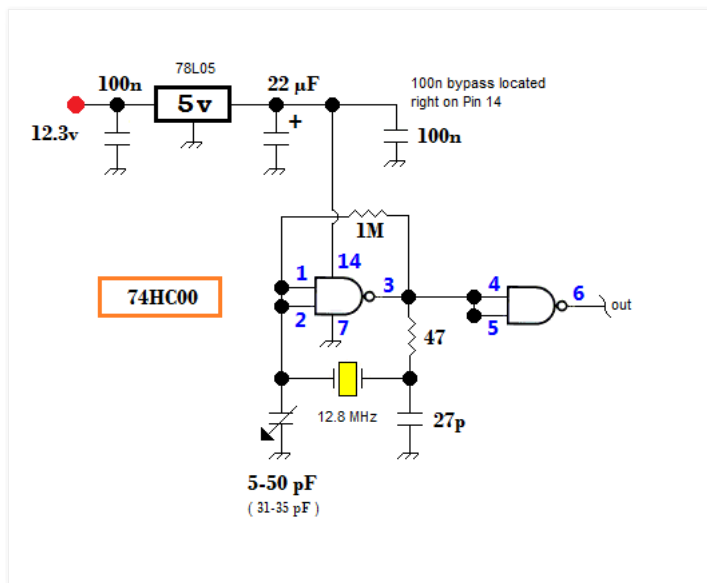 78L05
100n
5v
22 µF
100n bypass located
right on Pin 14
12.3v
+
100n
1M
14
1
3
4
6
74HC00
out
2
7
5
47
12.8 MHz
27p
5-50 pF
( 31-35 pF )